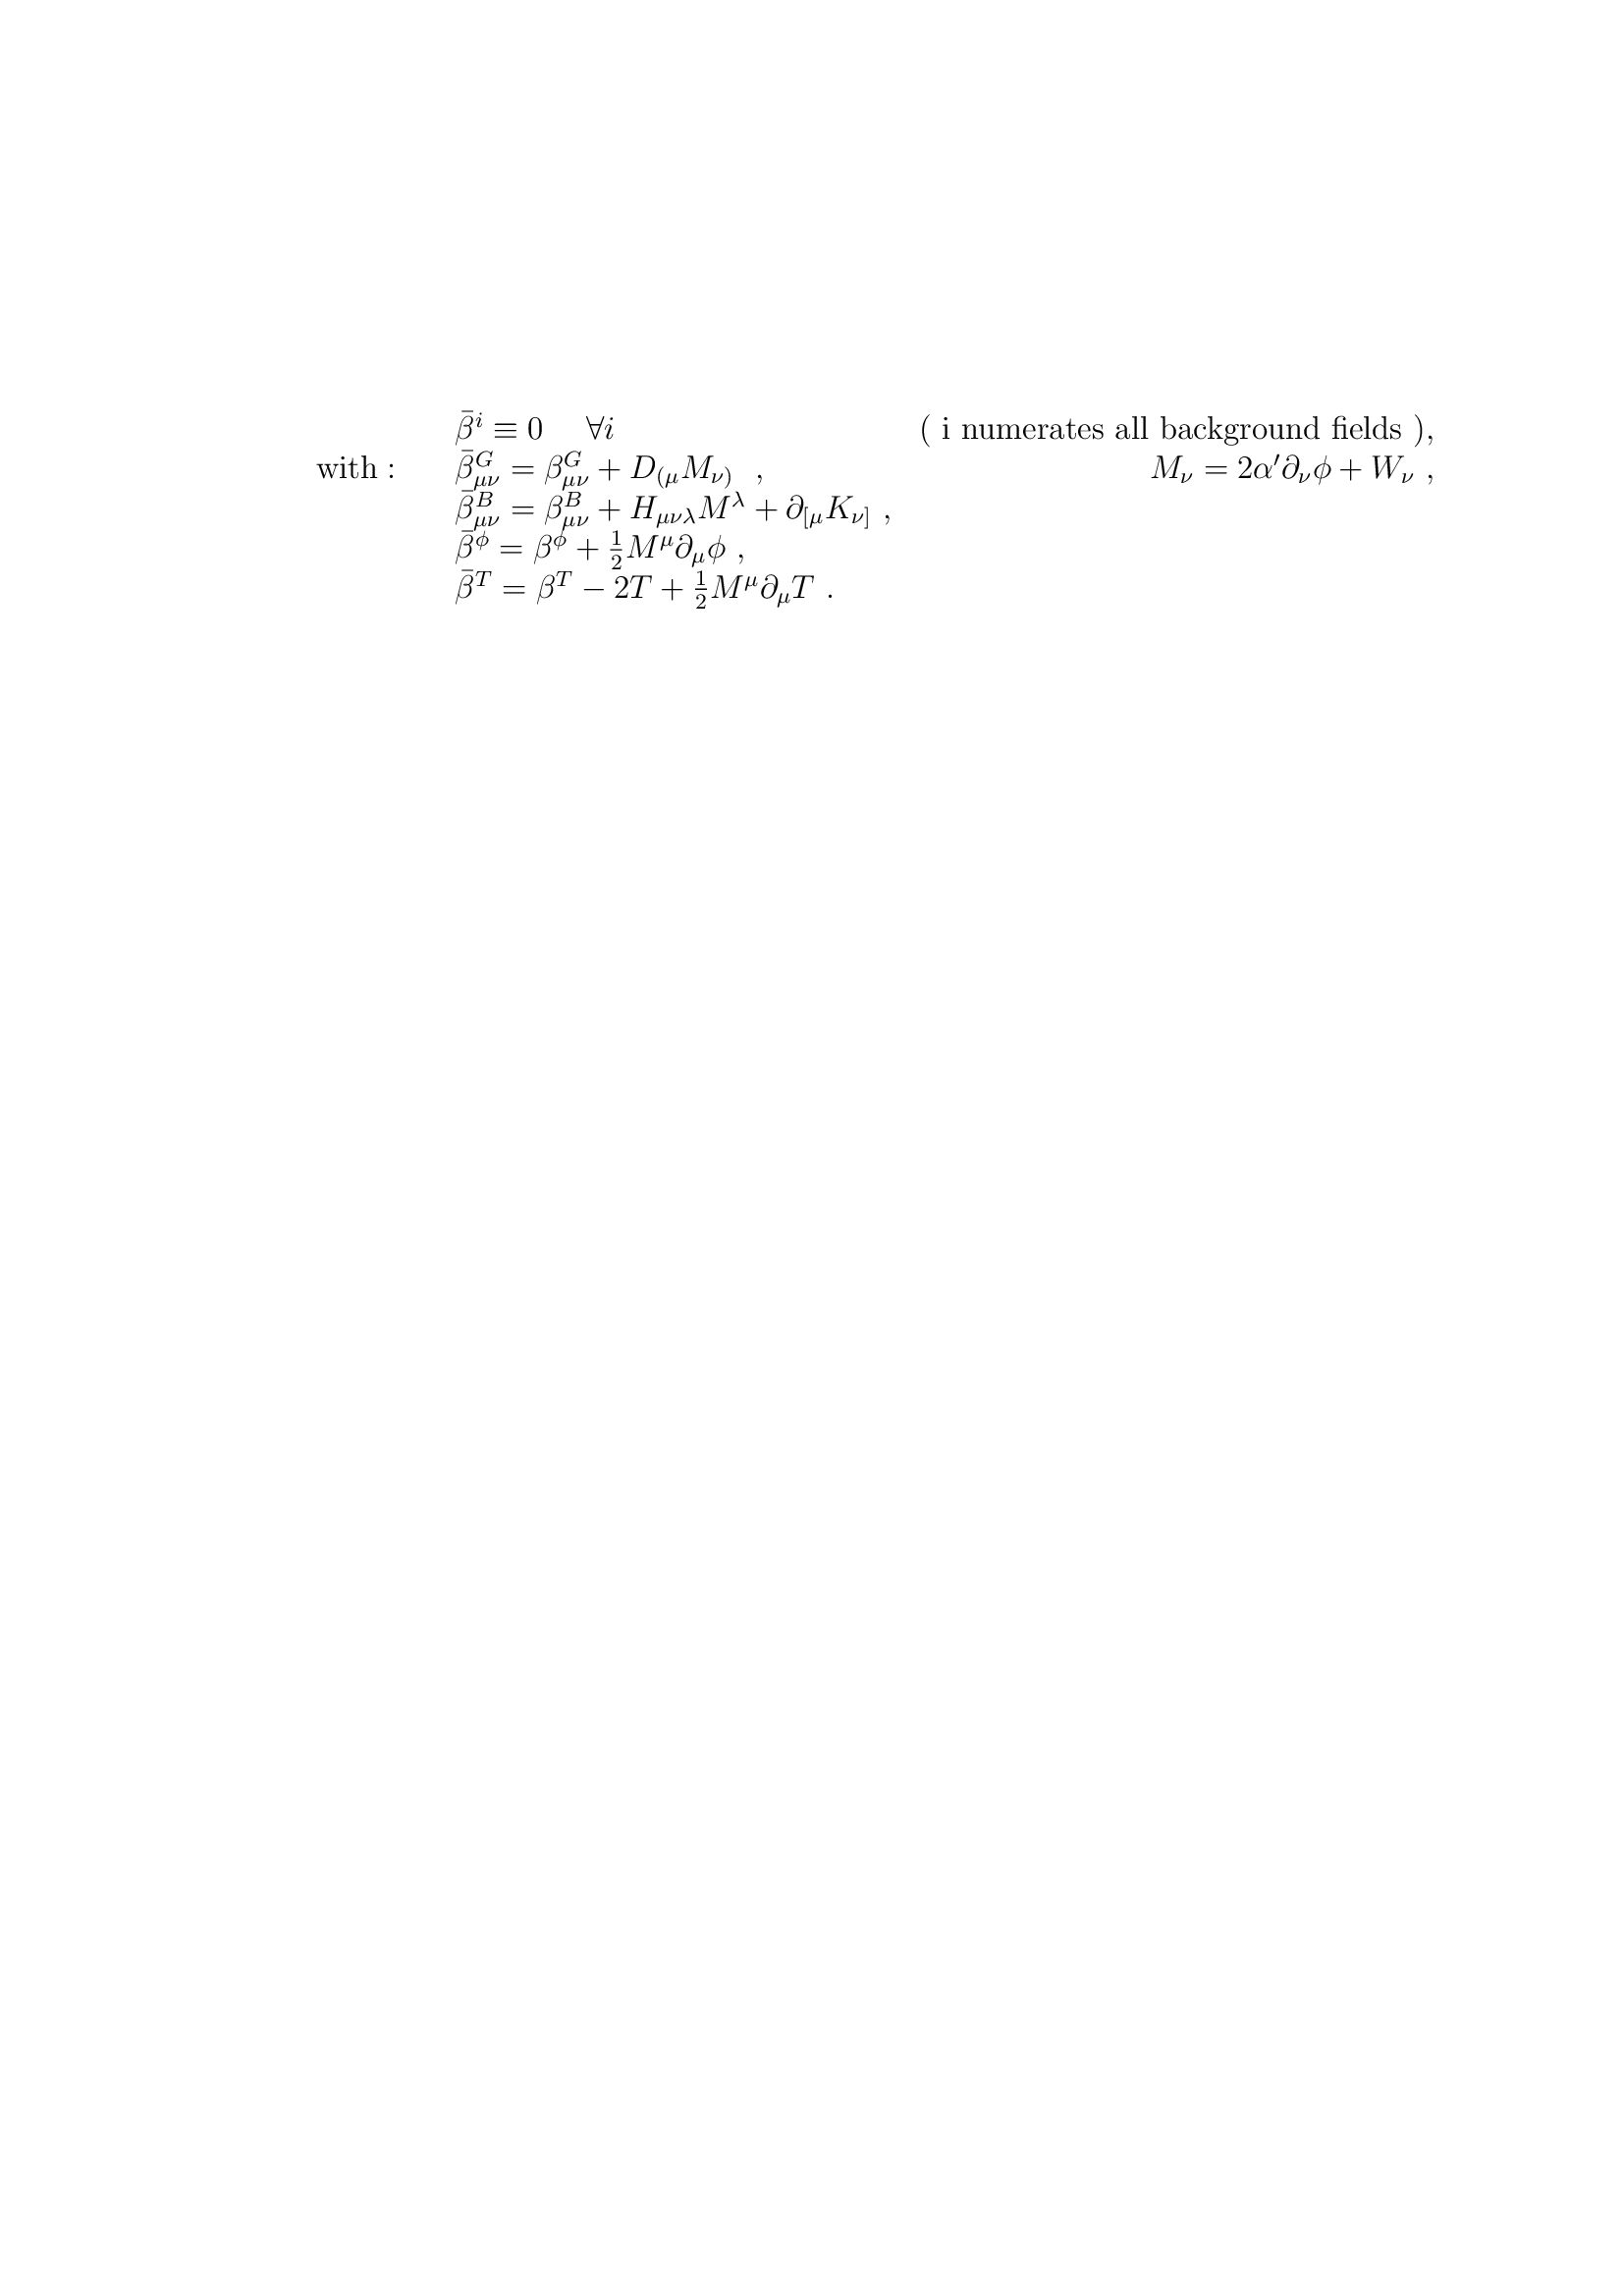 $\bar{\beta}^i \equiv 0 \quad \forall i \qquad$ ( i numerates all background fields ),
with : $\quad \bar{\beta}^G_{\mu\nu} = \beta^G_{\mu\nu} + D_{(\mu} M_{\nu)} \ , \qquad M_\nu = 2\alpha' \partial_\nu \phi + W_\nu \ ,$
$\bar{\beta}^B_{\mu\nu} = \beta^B_{\mu\nu} + H_{\mu\nu\lambda} M^\lambda + \partial_{[\mu} K_{\nu]} \ ,$
$\bar{\beta}^\phi = \beta^\phi + \frac{1}{2} M^\mu \partial_\mu \phi \ ,$
$\bar{\beta}^T = \beta^T - 2T + \frac{1}{2} M^\mu \partial_\mu T \ .$